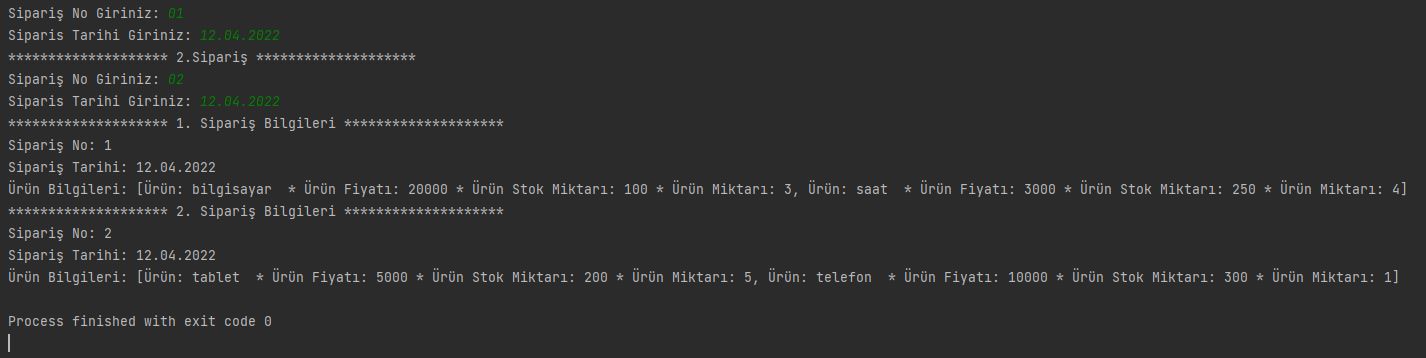 Sipariş No Giriniz: 01
Siparis Tarihi Giriniz: 12.04.2022
******************** 2.Sipariş ********************
Sipariş No Giriniz: 02
Siparis Tarihi Giriniz: 12.04.2022
******************** 1. Sipariş Bilgileri ********************
Sipariş No: 1
Sipariş Tarihi: 12.04.2022
Ürün Bilgileri: [Ürün: bilgisayar  * Ürün Fiyatı: 20000 * Ürün Stok Miktarı: 100 * Ürün Miktarı: 3, Ürün: saat  * Ürün Fiyatı: 3000 * Ürün Stok Miktarı: 250 * Ürün Miktarı: 4]
******************** 2. Sipariş Bilgileri ********************
Sipariş No: 2
Sipariş Tarihi: 12.04.2022
Ürün Bilgileri: [Ürün: tablet  * Ürün Fiyatı: 5000 * Ürün Stok Miktarı: 200 * Ürün Miktarı: 5, Ürün: telefon  * Ürün Fiyatı: 10000 * Ürün Stok Miktarı: 300 * Ürün Miktarı: 1]
Process finished with exit code 0